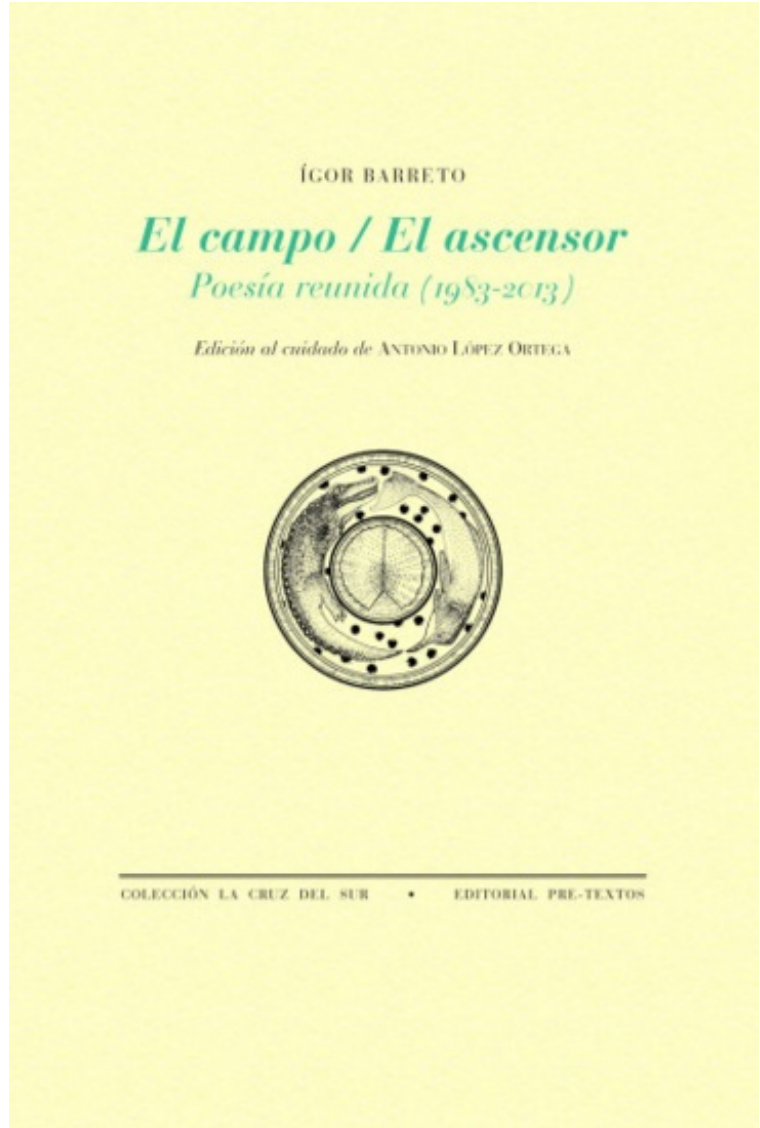 ÍGOR BARRETO
El campo / El ascensor
Poesía reunida (1983-2013)
Edición al cuidado de ANTONIO LÓPEZ ORTEGA
COLECCIÓN LA CRUZ DEL SUR • EDITORIAL PRE-TEXTOS